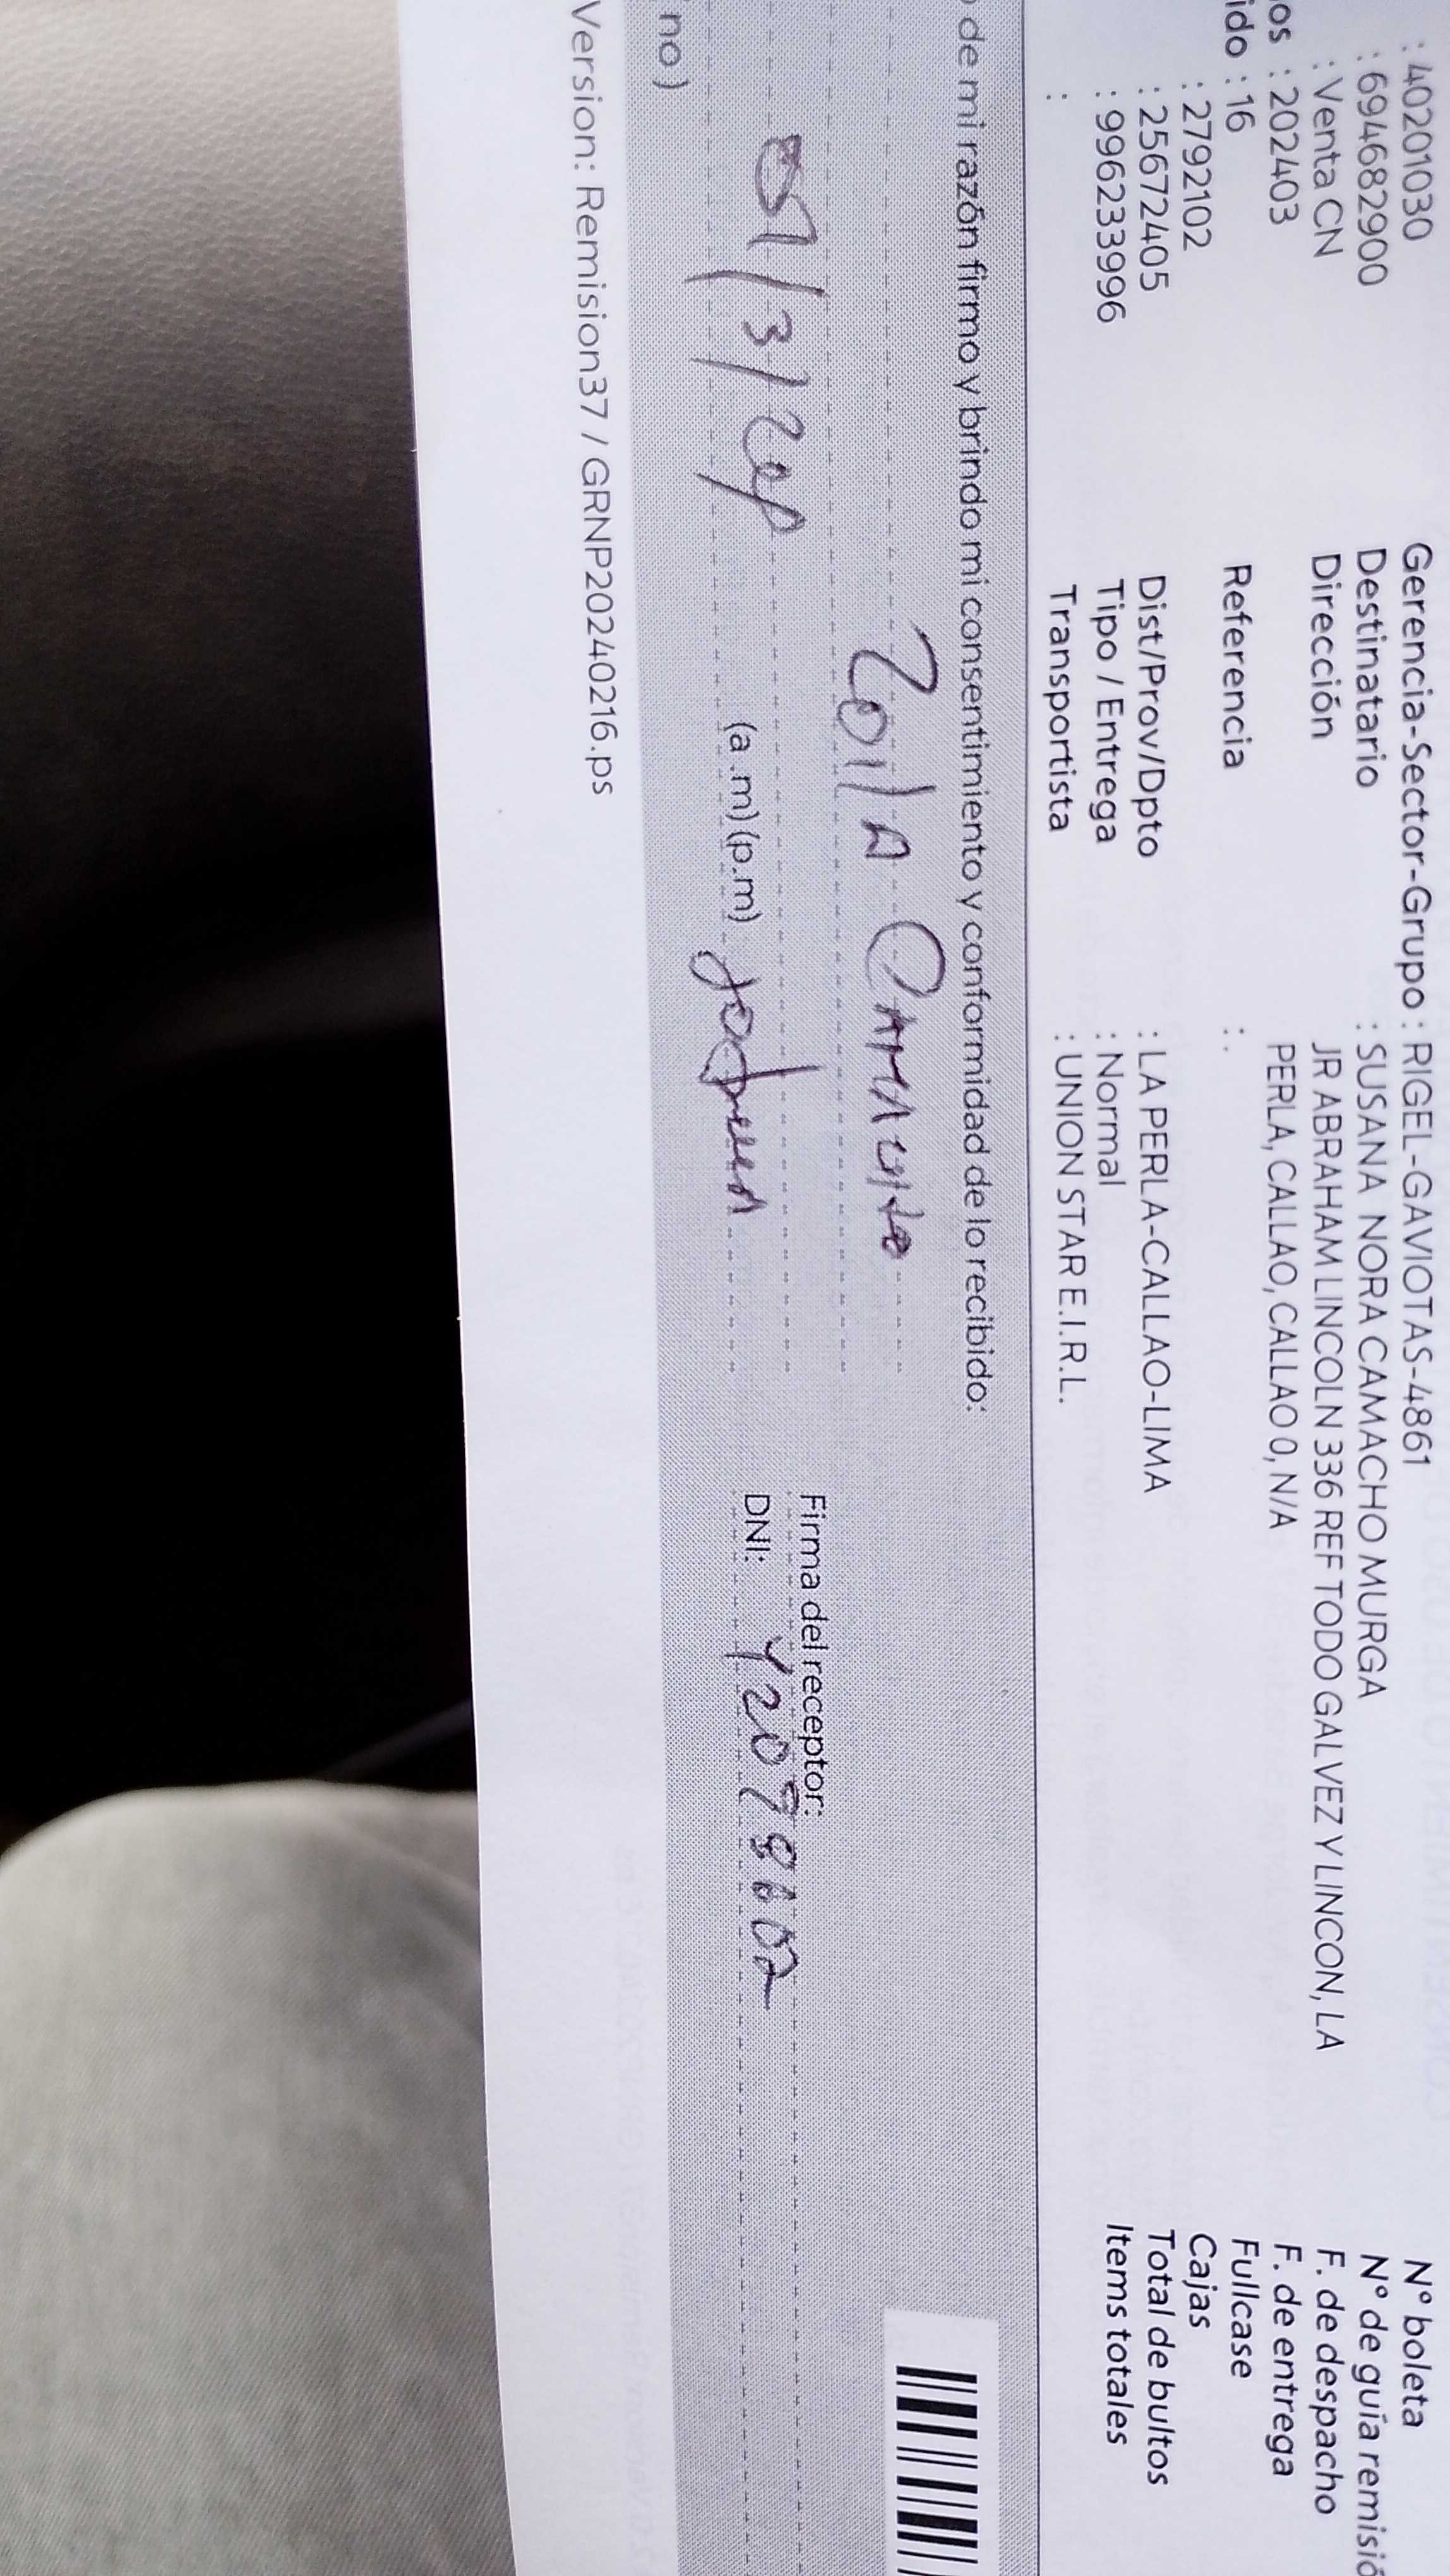 : 40201030 Gerencia-Sector-Grupo : RIGEL-GAVIOTAS-4861 N° boleta
: 694682900 Destinatario : SUSANA NORA CAMACHO MURGA N° de guía remisió
: Venta CN Dirección JR ABRAHAM LINCOLN 336 REF TODO GALVEZ Y LINCON, LA F. de despacho
os : 202403 PERLA, CALLAO, CALLAO 0, N/A F. de entrega
ido : 16 Referencia : . Fullcase
: 2792102 Cajas
: 25672405 Dist/Prov/Dpto : LA PERLA-CALLAO-LIMA Total de bultos
: 996233996 Tipo / Entrega : Normal Items totales
: Transportista : UNION STAR E.I.R.L.
de mi razón firmo y brindo mi consentimiento y conformidad de lo recibido:
Zoila
Firma del receptor:
(a.m)(p.m) DNI:
no)
Version: Remision37 / GRNP20240216.ps